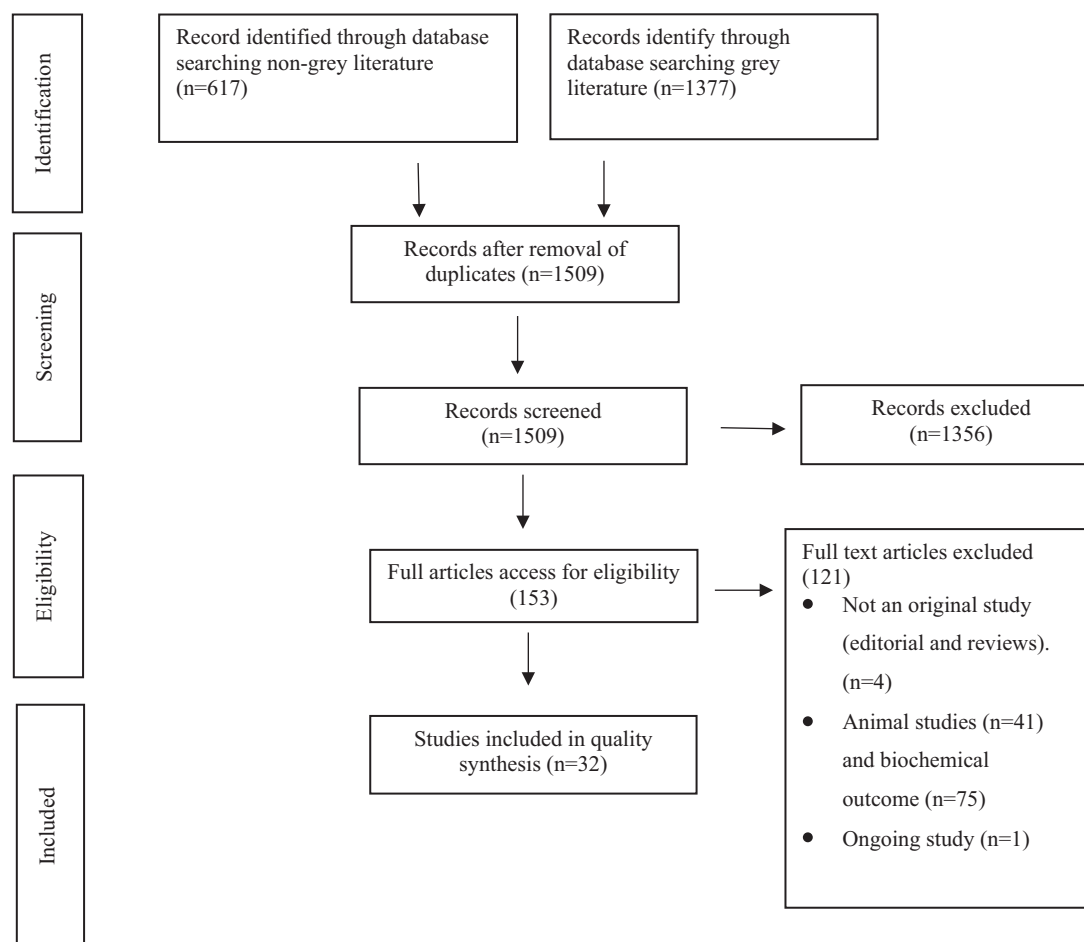 Identification
Record identified through database
searching non-grey literature
(n=617)
Records identify through
database searching grey
literature (n=1377)
Screening
Records after removal of
duplicates (n=1509)
Records screened
(n=1509)
Records excluded
(n=1356)
Eligibility
Full articles access for eligibility
(153)
Full text articles excluded
(121)
● Not an original study
(editorial and reviews).
(n=4)
● Animal studies (n=41)
and biochemical
outcome (n=75)
● Ongoing study (n=1)
Included
Studies included in quality
synthesis (n=32)